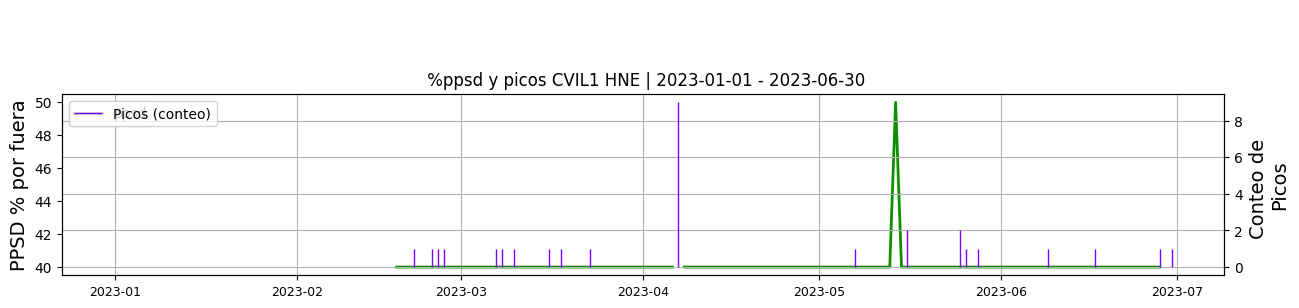 %ppsd y picos CVIL1 HNE | 2023-01-01 - 2023-06-30
Picos (conteo)
PPSD % por fuera
50
48
46
44
42
40
8
6
4
2
0
Conteo de
Picos
2023-01 2023-02 2023-03 2023-04 2023-05 2023-06 2023-07